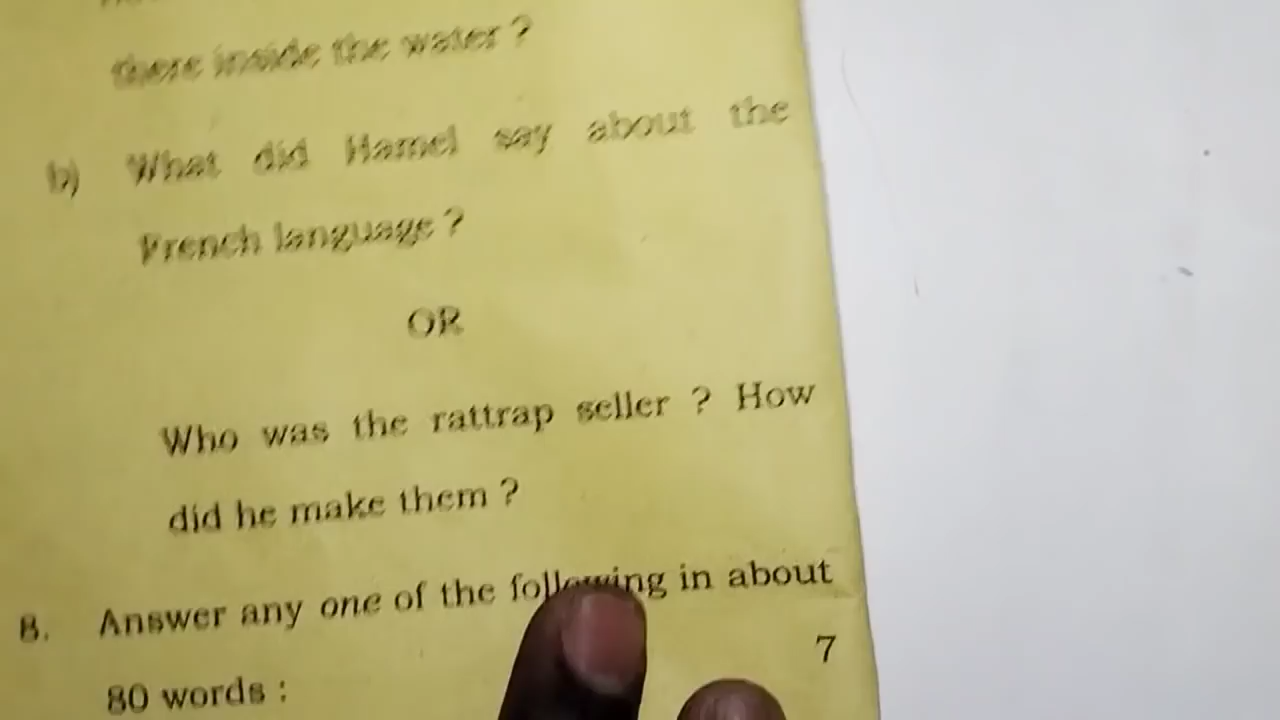 there inside the water ?
b) What did Hamel say about the
French language ?
OR
Who was the rattrap seller ? How
did he make them ?
8. Answer any one of the following in about
7
80 words :